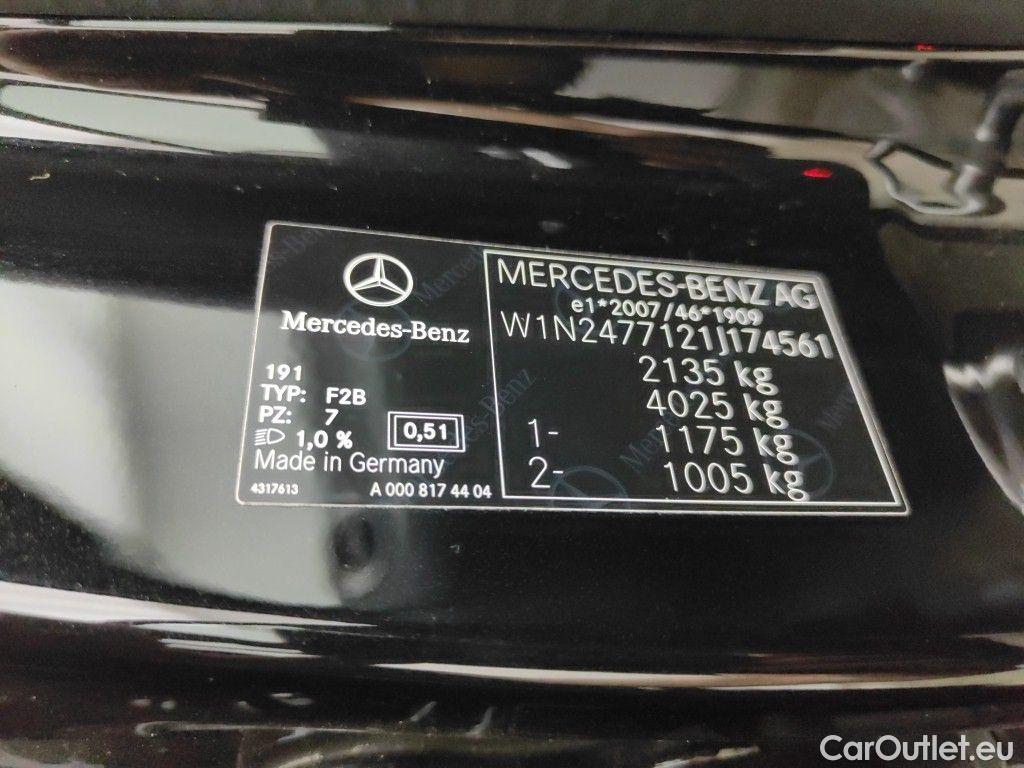 Mercedes-Benz
191
TYP: F2B
PZ: 7
1,0 %
0,51
Made in Germany
4317613
A 000 817 44 04
MERCEDES-BENZ AG
e1*2007/46*1909
W1N2477121J174561
2135 kg
4025 kg
1- 1175 kg
2- 1005 kg
CarOutlet.eu